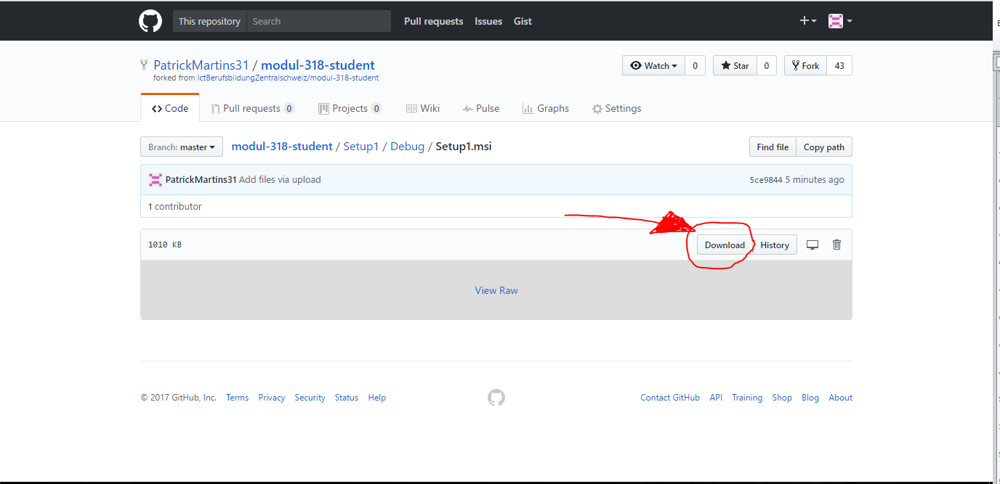 This repository Search Pull requests Issues Gist
PatrickMartins31 / modul-318-student Watch 0 Star 0 Fork 43
forked from IctBerufsbildungZentralschweiz/modul-318-student
Code Pull requests 0 Projects 0 Wiki Pulse Graphs Settings
Branch: master modul-318-student / Setup1 / Debug / Setup1.msi Find file Copy path
PatrickMartins31 Add files via upload 5ce9844 5 minutes ago
1 contributor
1010 KB Download History
View Raw
© 2017 GitHub, Inc. Terms Privacy Security Status Help Contact GitHub API Training Shop Blog About